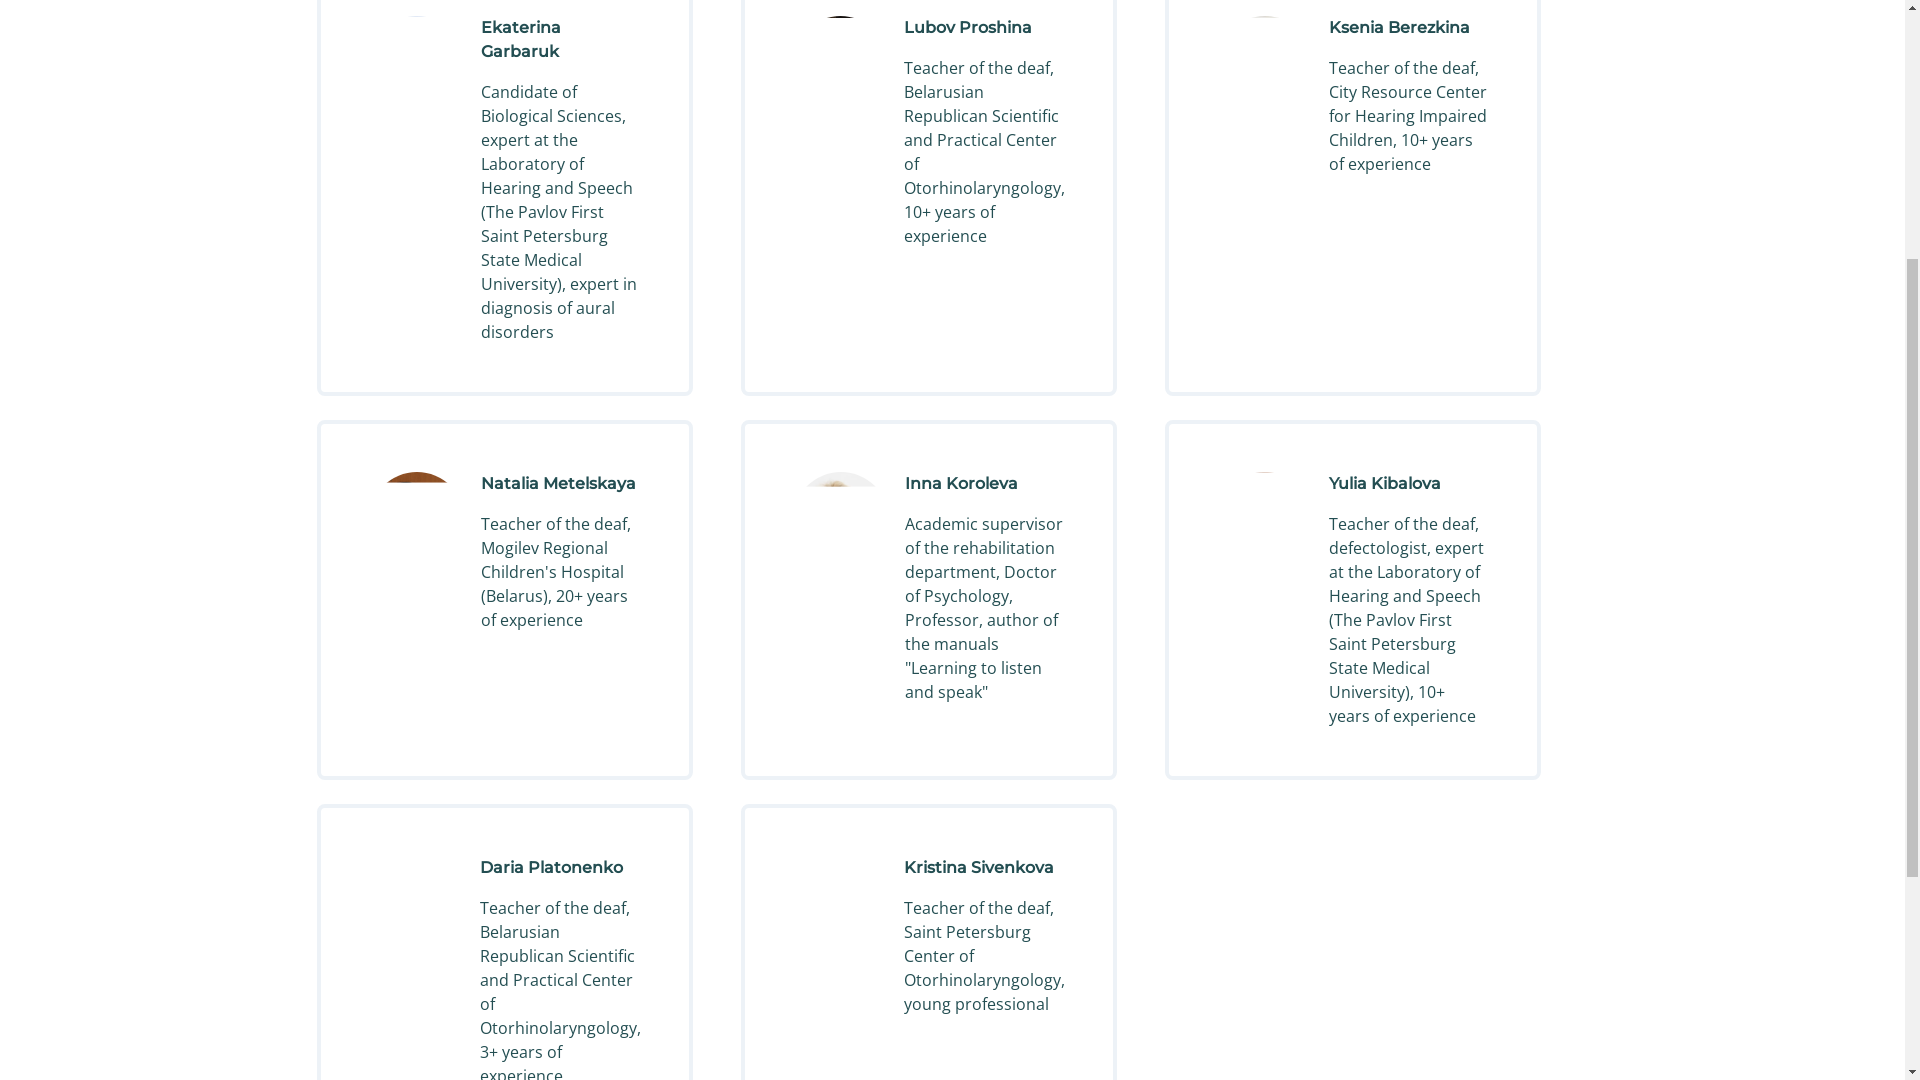 Ekaterina
Garbaruk
Candidate of
Biological Sciences,
expert at the
Laboratory of
Hearing and Speech
(The Pavlov First
Saint Petersburg
State Medical
University), expert in
diagnosis of aural
disorders
Lubov Proshina
Teacher of the deaf,
Belarusian
Republican Scientific
and Practical Center
of
Otorhinolaryngology,
10+ years of
experience
Ksenia Berezkina
Teacher of the deaf,
City Resource Center
for Hearing Impaired
Children, 10+ years
of experience
Natalia Metelskaya
Teacher of the deaf,
Mogilev Regional
Children's Hospital
(Belarus), 20+ years
of experience
Inna Koroleva
Academic supervisor
of the rehabilitation
department, Doctor
of Psychology,
Professor, author of
the manuals
"Learning to listen
and speak"
Yulia Kibalova
Teacher of the deaf,
defectologist, expert
at the Laboratory of
Hearing and Speech
(The Pavlov First
Saint Petersburg
State Medical
University), 10+
years of experience
Daria Platonenko
Teacher of the deaf,
Belarusian
Republican Scientific
and Practical Center
of
Otorhinolaryngology,
3+ years of
experience
Kristina Sivenkova
Teacher of the deaf,
Saint Petersburg
Center of
Otorhinolaryngology,
young professional